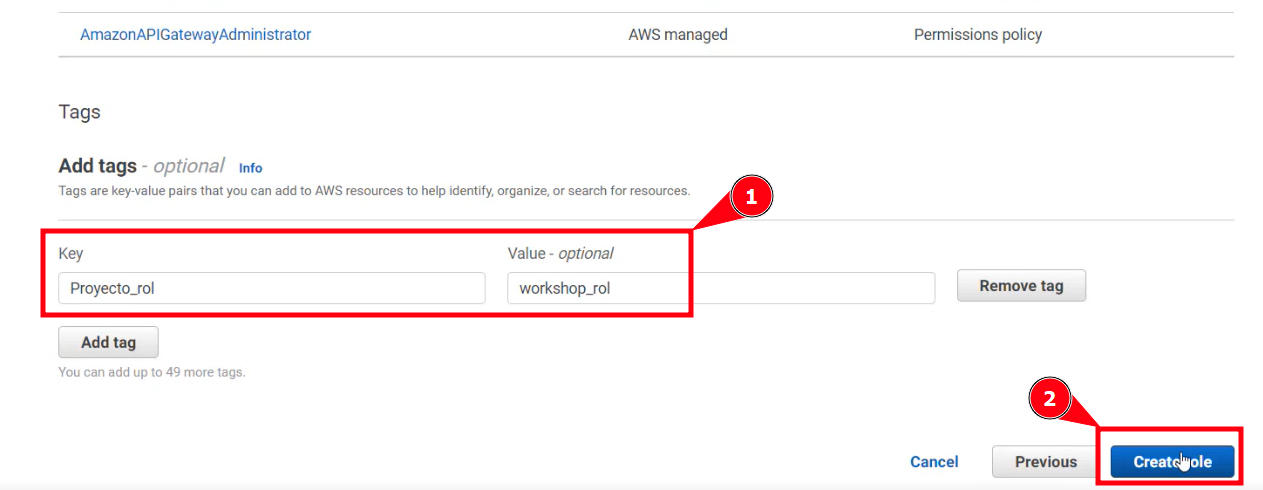 AmazonAPIGatewayAdministrator AWS managed Permissions policy
Tags
Add tags - optional Info
Tags are key-value pairs that you can add to AWS resources to help identify, organize, or search for resources.
1
Key Value - optional
Proyecto_rol workshop_rol Remove tag
Add tag
You can add up to 49 more tags.
2
Cancel Previous Create role